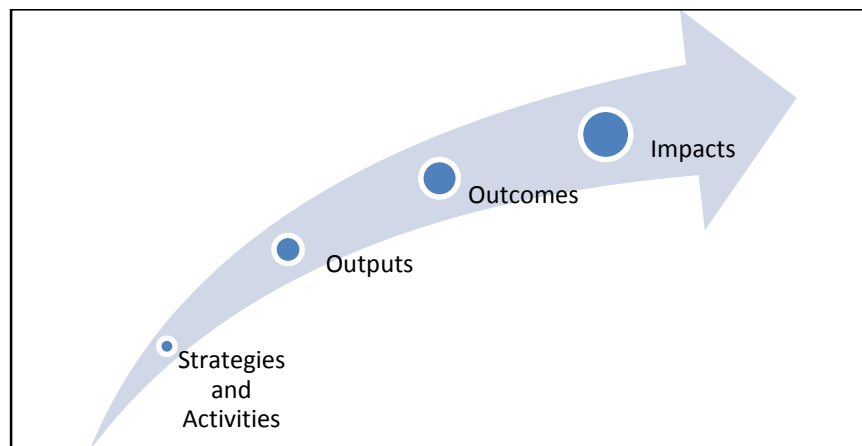 Impacts
Outcomes
Outputs
Strategies
and
Activities